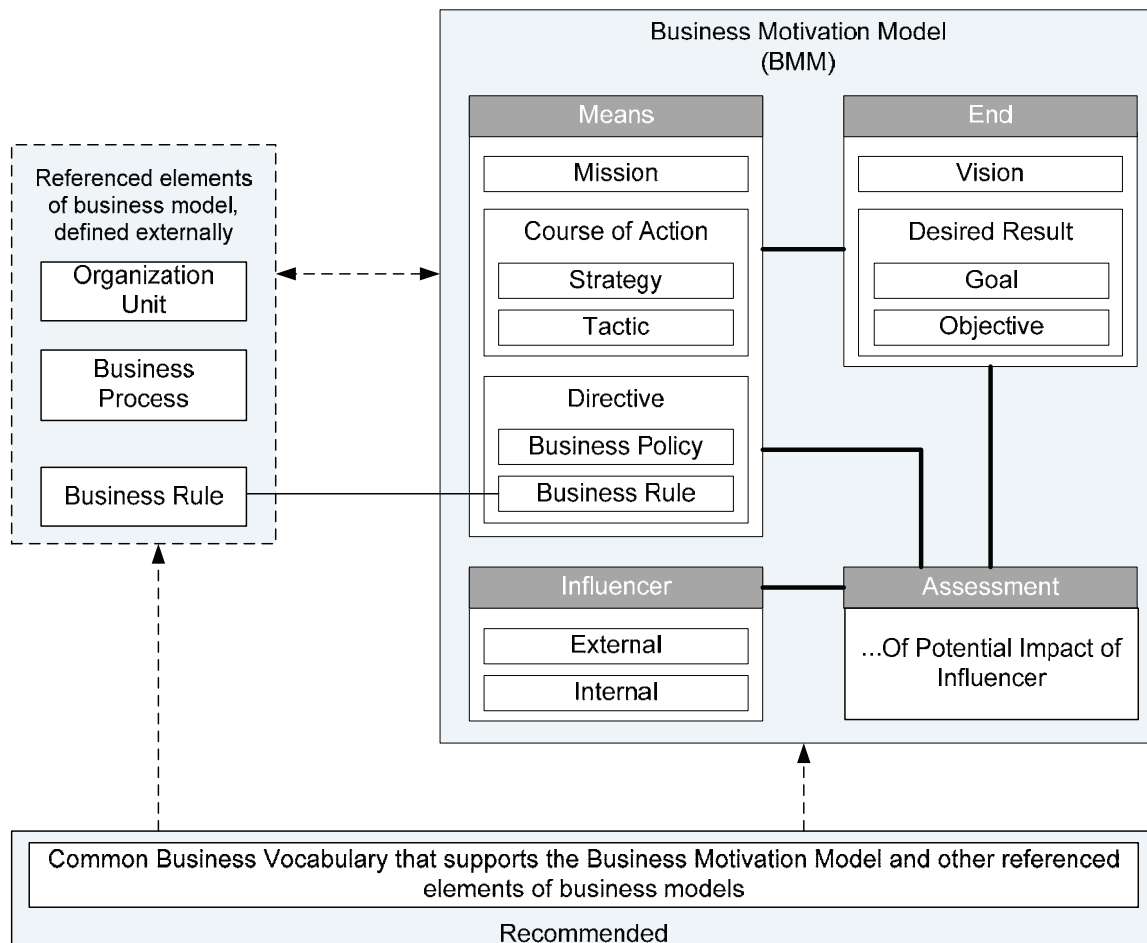 Business Motivation Model
(BMM)
Means
Mission
Course of Action
Strategy
Tactic
Directive
Business Policy
Business Rule
End
Vision
Desired Result
Goal
Objective
Influencer
External
Internal
Assessment
...Of Potential Impact of
Influencer
Referenced elements
of business model,
defined externally
Organization
Unit
Business
Process
Business Rule
Common Business Vocabulary that supports the Business Motivation Model and other referenced
elements of business models
Recommended